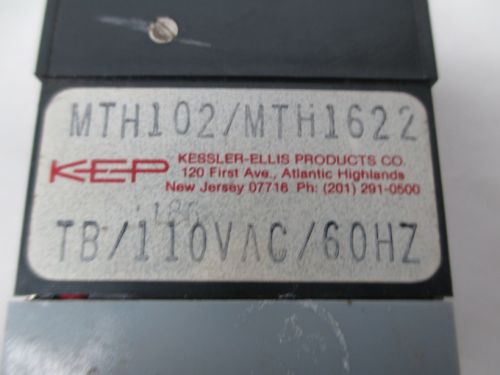 MTH102/MTH1622
KEP
KESSLER-ELLIS PRODUCTS CO.
120 First Ave., Atlantic Highlands
New Jersey 07716 Ph: (201) 291-0500
TB/110VAC/60HZ